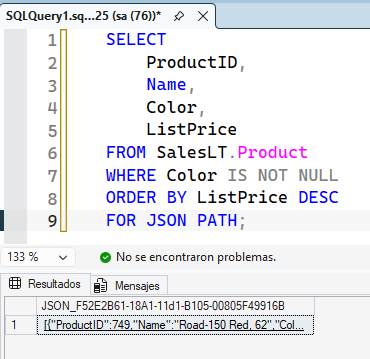 SQLQuery1.sq...25 (sa (76))*
1 SELECT
2 ProductID,
3 Name,
4 Color,
5 ListPrice
6 FROM SalesLT.Product
7 WHERE Color IS NOT NULL
8 ORDER BY ListPrice DESC
9 FOR JSON PATH;
133 % No se encontraron problemas.
Resultados Mensajes
JSON_F52E2B61-18A1-11d1-B105-00805F49916B
1 [{"ProductID":749,"Name":"Road-150 Red, 62","Col...